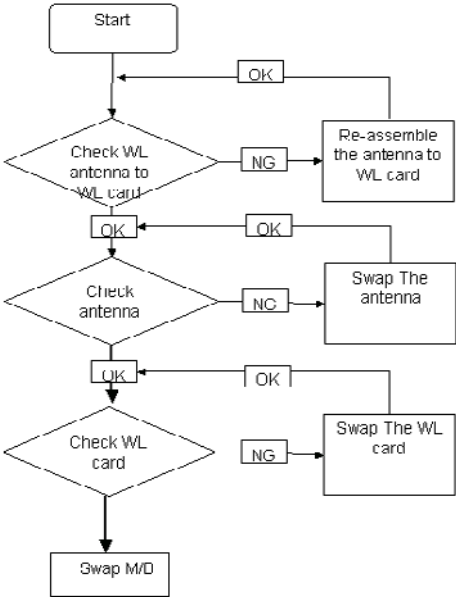 Start
OK
Check WL
antenna to
WL card
NG
Re-assemble
the antenna to
WL card
OK
OK
Check
antenna
NG
Swap The
antenna
OK
OK
Check WL
card
NG
Swap The WL
card
Swap M/B